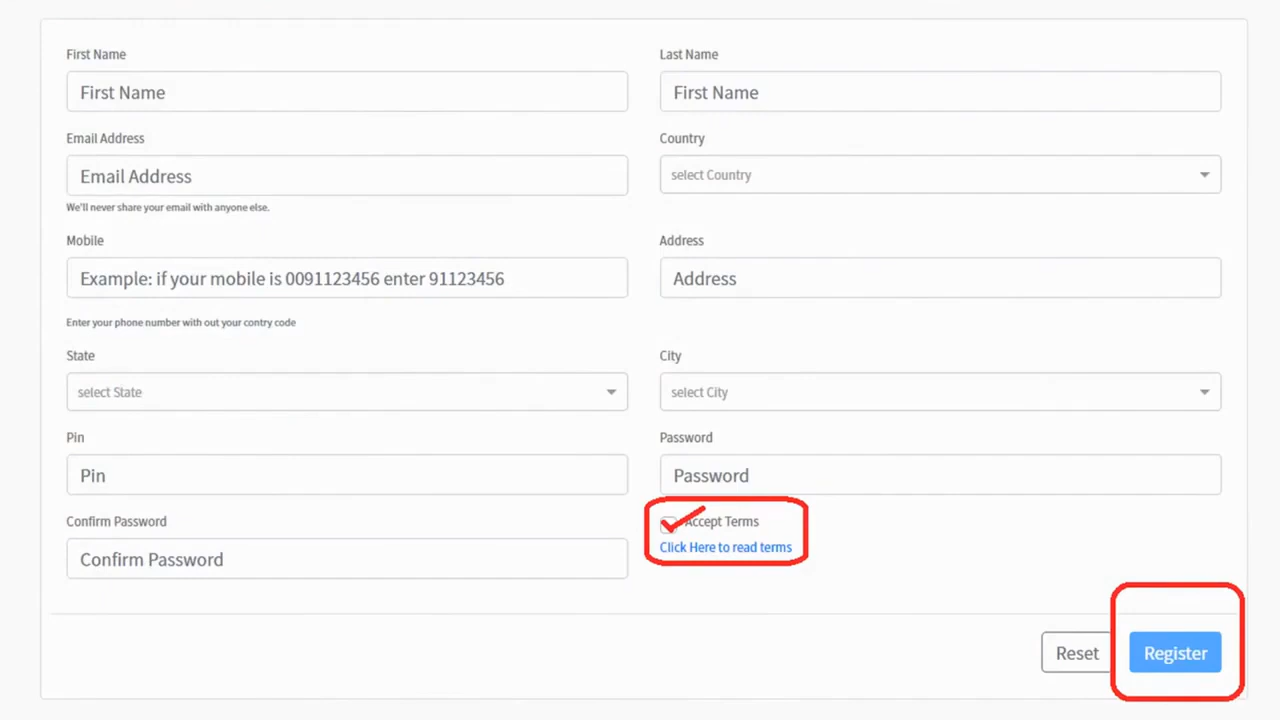 First Name
Last Name
First Name
First Name
Email Address
Country
Email Address
select Country
We'll never share your email with anyone else.
Mobile
Address
Example: if your mobile is 0091123456 enter 91123456
Address
Enter your phone number with out your contry code
State
City
select State
select City
Pin
Password
Pin
Password
Confirm Password
Accept Terms
Click Here to read terms
Confirm Password
Reset
Register